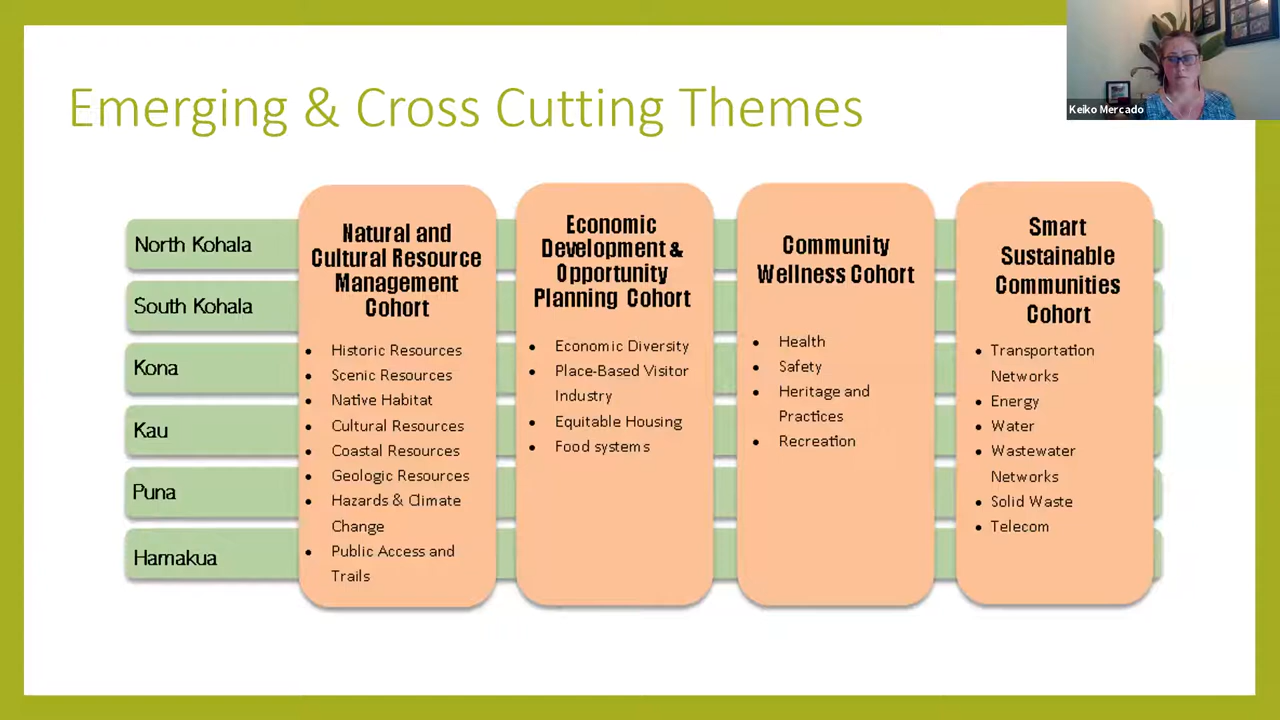 Emerging & Cross Cutting Themes
Keiko Mercado
North Kohala
South Kohala
Kona
Kau
Puna
Hamakua
Natural and
Cultural Resource
Management
Cohort
• Historic Resources
• Scenic Resources
• Native Habitat
• Cultural Resources
• Coastal Resources
• Geologic Resources
• Hazards & Climate
Change
• Public Access and
Trails
Economic
Development &
Opportunity
Planning Cohort
• Economic Diversity
• Place-Based Visitor
Industry
• Equitable Housing
• Food systems
Community
Wellness Cohort
• Health
• Safety
• Heritage and
Practices
• Recreation
Smart
Sustainable
Communities
Cohort
• Transportation
Networks
• Energy
• Water
• Wastewater
Networks
• Solid Waste
• Telecom